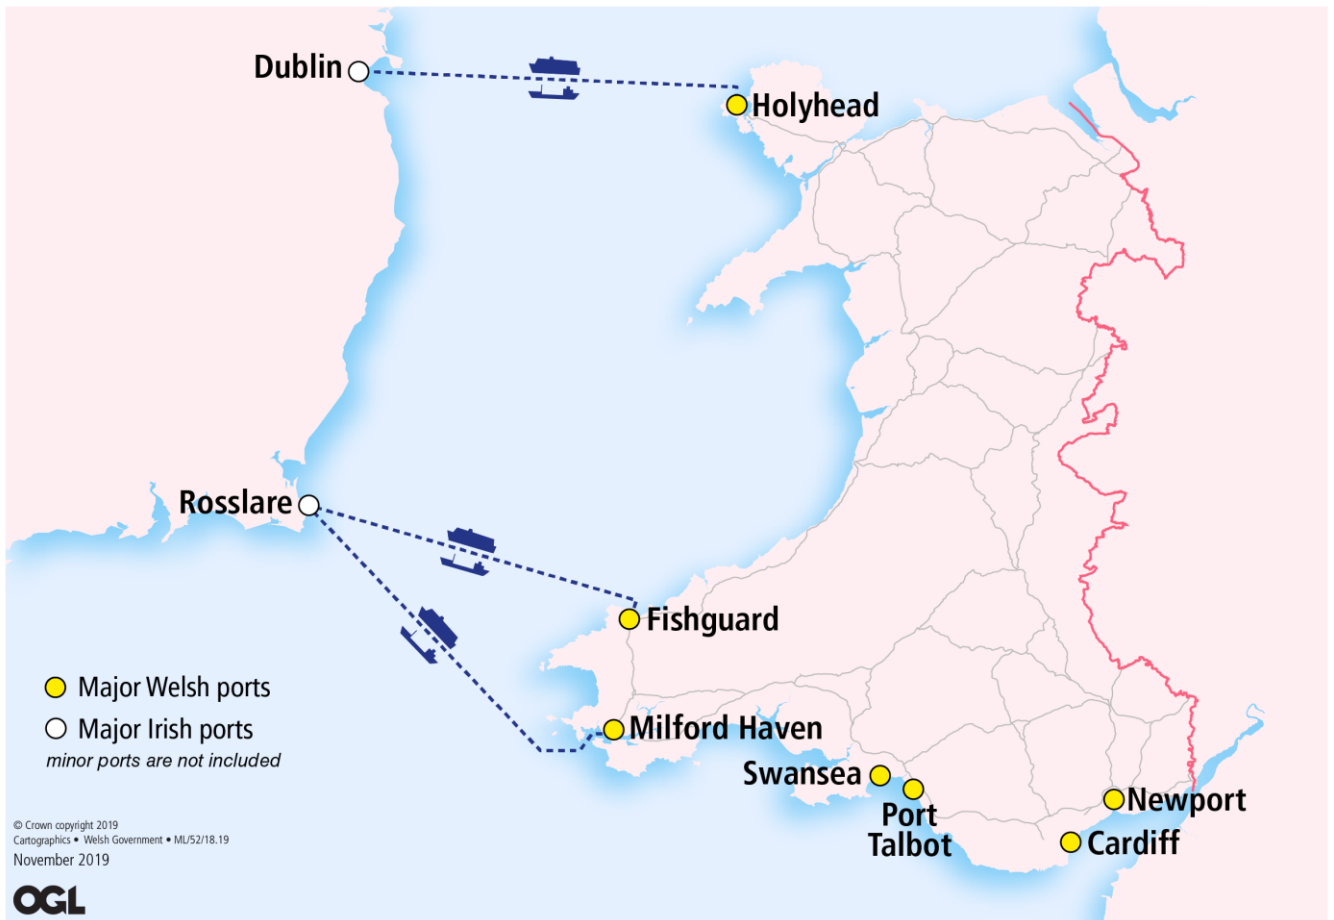 Dublin
Holyhead
Rosslare
Fishguard
Major Welsh ports
Major Irish ports
minor ports are not included
Milford Haven
Swansea
Port
Talbot
Newport
Cardiff
© Crown copyright 2019
Cartographics • Welsh Government • ML/52/18.19
November 2019
OGL